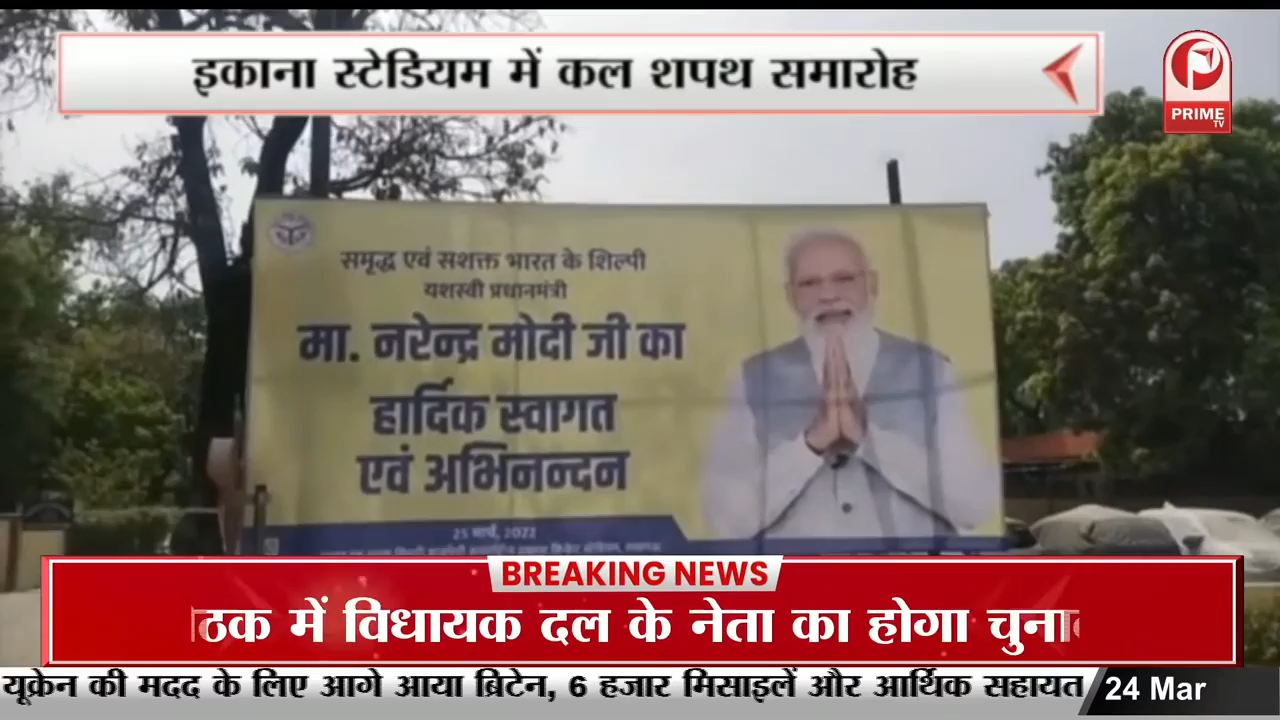 इकाना स्टेडियम में कल शपथ समारोह
PRIME
TV
समृद्ध एवं सशक्त भारत के शिल्पी
यशस्वी प्रधानमंत्री
मा. नरेन्द्र मोदी जी का
हार्दिक स्वागत
एवं अभिनन्दन
25 मार्च, 2022
BREAKING NEWS
में विधायक दल के नेता का होगा
यूक्रेन की मदद के लिए आगे आया ब्रिटेन, 6 हजार मिसाइलें और आर्थिक सहायत
24 Mar